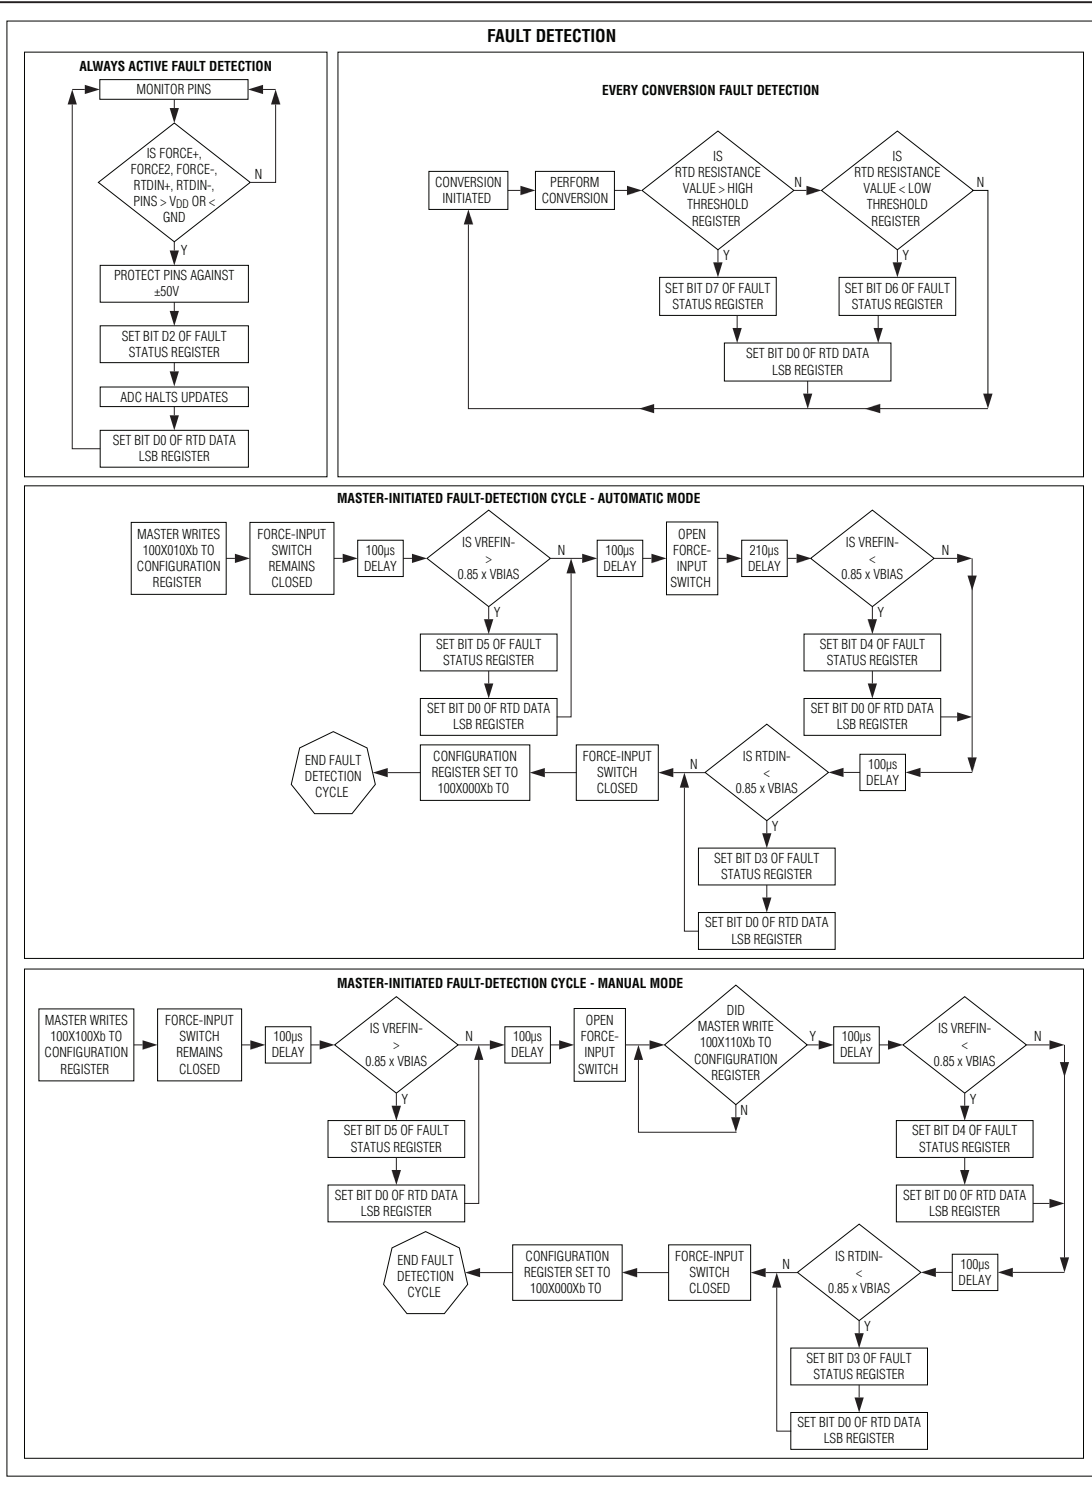 FAULT DETECTION
ALWAYS ACTIVE FAULT DETECTION
MONITOR PINS
IS FORCE+,
FORCE2, FORCE-,
RTDIN+, RTDIN-,
PINS > VDD OR <
GND
N
Y
PROTECT PINS AGAINST
±50V
SET BIT D2 OF FAULT
STATUS REGISTER
ADC HALTS UPDATES
SET BIT D0 OF RTD DATA
LSB REGISTER
EVERY CONVERSION FAULT DETECTION
CONVERSION
INITIATED
PERFORM
CONVERSION
IS
RTD RESISTANCE
VALUE > HIGH
THRESHOLD
REGISTER
N
Y
IS
RTD RESISTANCE
VALUE < LOW
THRESHOLD
REGISTER
N
Y
SET BIT D7 OF FAULT
STATUS REGISTER
SET BIT D6 OF FAULT
STATUS REGISTER
SET BIT D0 OF RTD DATA
LSB REGISTER
MASTER-INITIATED FAULT-DETECTION CYCLE - AUTOMATIC MODE
MASTER WRITES
100X010Xb TO
CONFIGURATION
REGISTER
FORCE-INPUT
SWITCH
REMAINS
CLOSED
100µs
DELAY
IS VREFIN-
>
0.85 x VBIAS
N
Y
SET BIT D5 OF FAULT
STATUS REGISTER
SET BIT D0 OF RTD DATA
LSB REGISTER
100µs
DELAY
OPEN
FORCE-
INPUT
SWITCH
210µs
DELAY
IS VREFIN-
<
0.85 x VBIAS
N
Y
SET BIT D4 OF FAULT
STATUS REGISTER
SET BIT D0 OF RTD DATA
LSB REGISTER
100µs
DELAY
IS RTDIN-
<
0.85 x VBIAS
N
Y
SET BIT D3 OF FAULT
STATUS REGISTER
SET BIT D0 OF RTD DATA
LSB REGISTER
FORCE-INPUT
SWITCH
CLOSED
CONFIGURATION
REGISTER SET TO
100X000Xb TO
END FAULT
DETECTION
CYCLE
MASTER-INITIATED FAULT-DETECTION CYCLE - MANUAL MODE
MASTER WRITES
100X100Xb TO
CONFIGURATION
REGISTER
FORCE-INPUT
SWITCH
REMAINS
CLOSED
100µs
DELAY
IS VREFIN-
>
0.85 x VBIAS
N
Y
SET BIT D5 OF FAULT
STATUS REGISTER
SET BIT D0 OF RTD DATA
LSB REGISTER
100µs
DELAY
OPEN
FORCE-
INPUT
SWITCH
DID
MASTER WRITE
100X110Xb TO
CONFIGURATION
REGISTER
Y
N
100µs
DELAY
IS VREFIN-
<
0.85 x VBIAS
N
Y
SET BIT D4 OF FAULT
STATUS REGISTER
SET BIT D0 OF RTD DATA
LSB REGISTER
100µs
DELAY
IS RTDIN-
<
0.85 x VBIAS
N
Y
SET BIT D3 OF FAULT
STATUS REGISTER
SET BIT D0 OF RTD DATA
LSB REGISTER
FORCE-INPUT
SWITCH
CLOSED
CONFIGURATION
REGISTER SET TO
100X000Xb TO
END FAULT
DETECTION
CYCLE